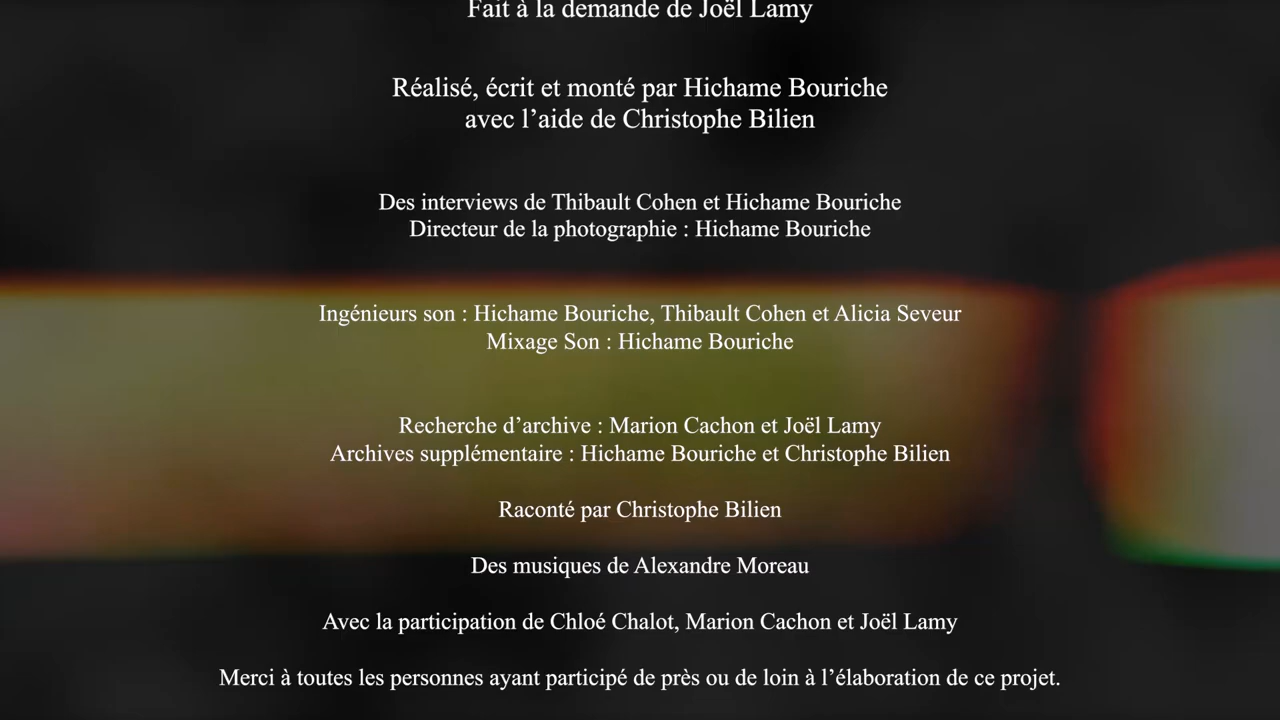 Fait à la demande de Joël Lamy
Réalisé, écrit et monté par Hichame Bouriche
avec l’aide de Christophe Bilien
Des interviews de Thibault Cohen et Hichame Bouriche
Directeur de la photographie : Hichame Bouriche
Ingénieurs son : Hichame Bouriche, Thibault Cohen et Alicia Seveur
Mixage Son : Hichame Bouriche
Recherche d’archive : Marion Cachon et Joël Lamy
Archives supplémentaire : Hichame Bouriche et Christophe Bilien
Raconté par Christophe Bilien
Des musiques de Alexandre Moreau
Avec la participation de Chloé Chalot, Marion Cachon et Joël Lamy
Merci à toutes les personnes ayant participé de près ou de loin à l’élaboration de ce projet.